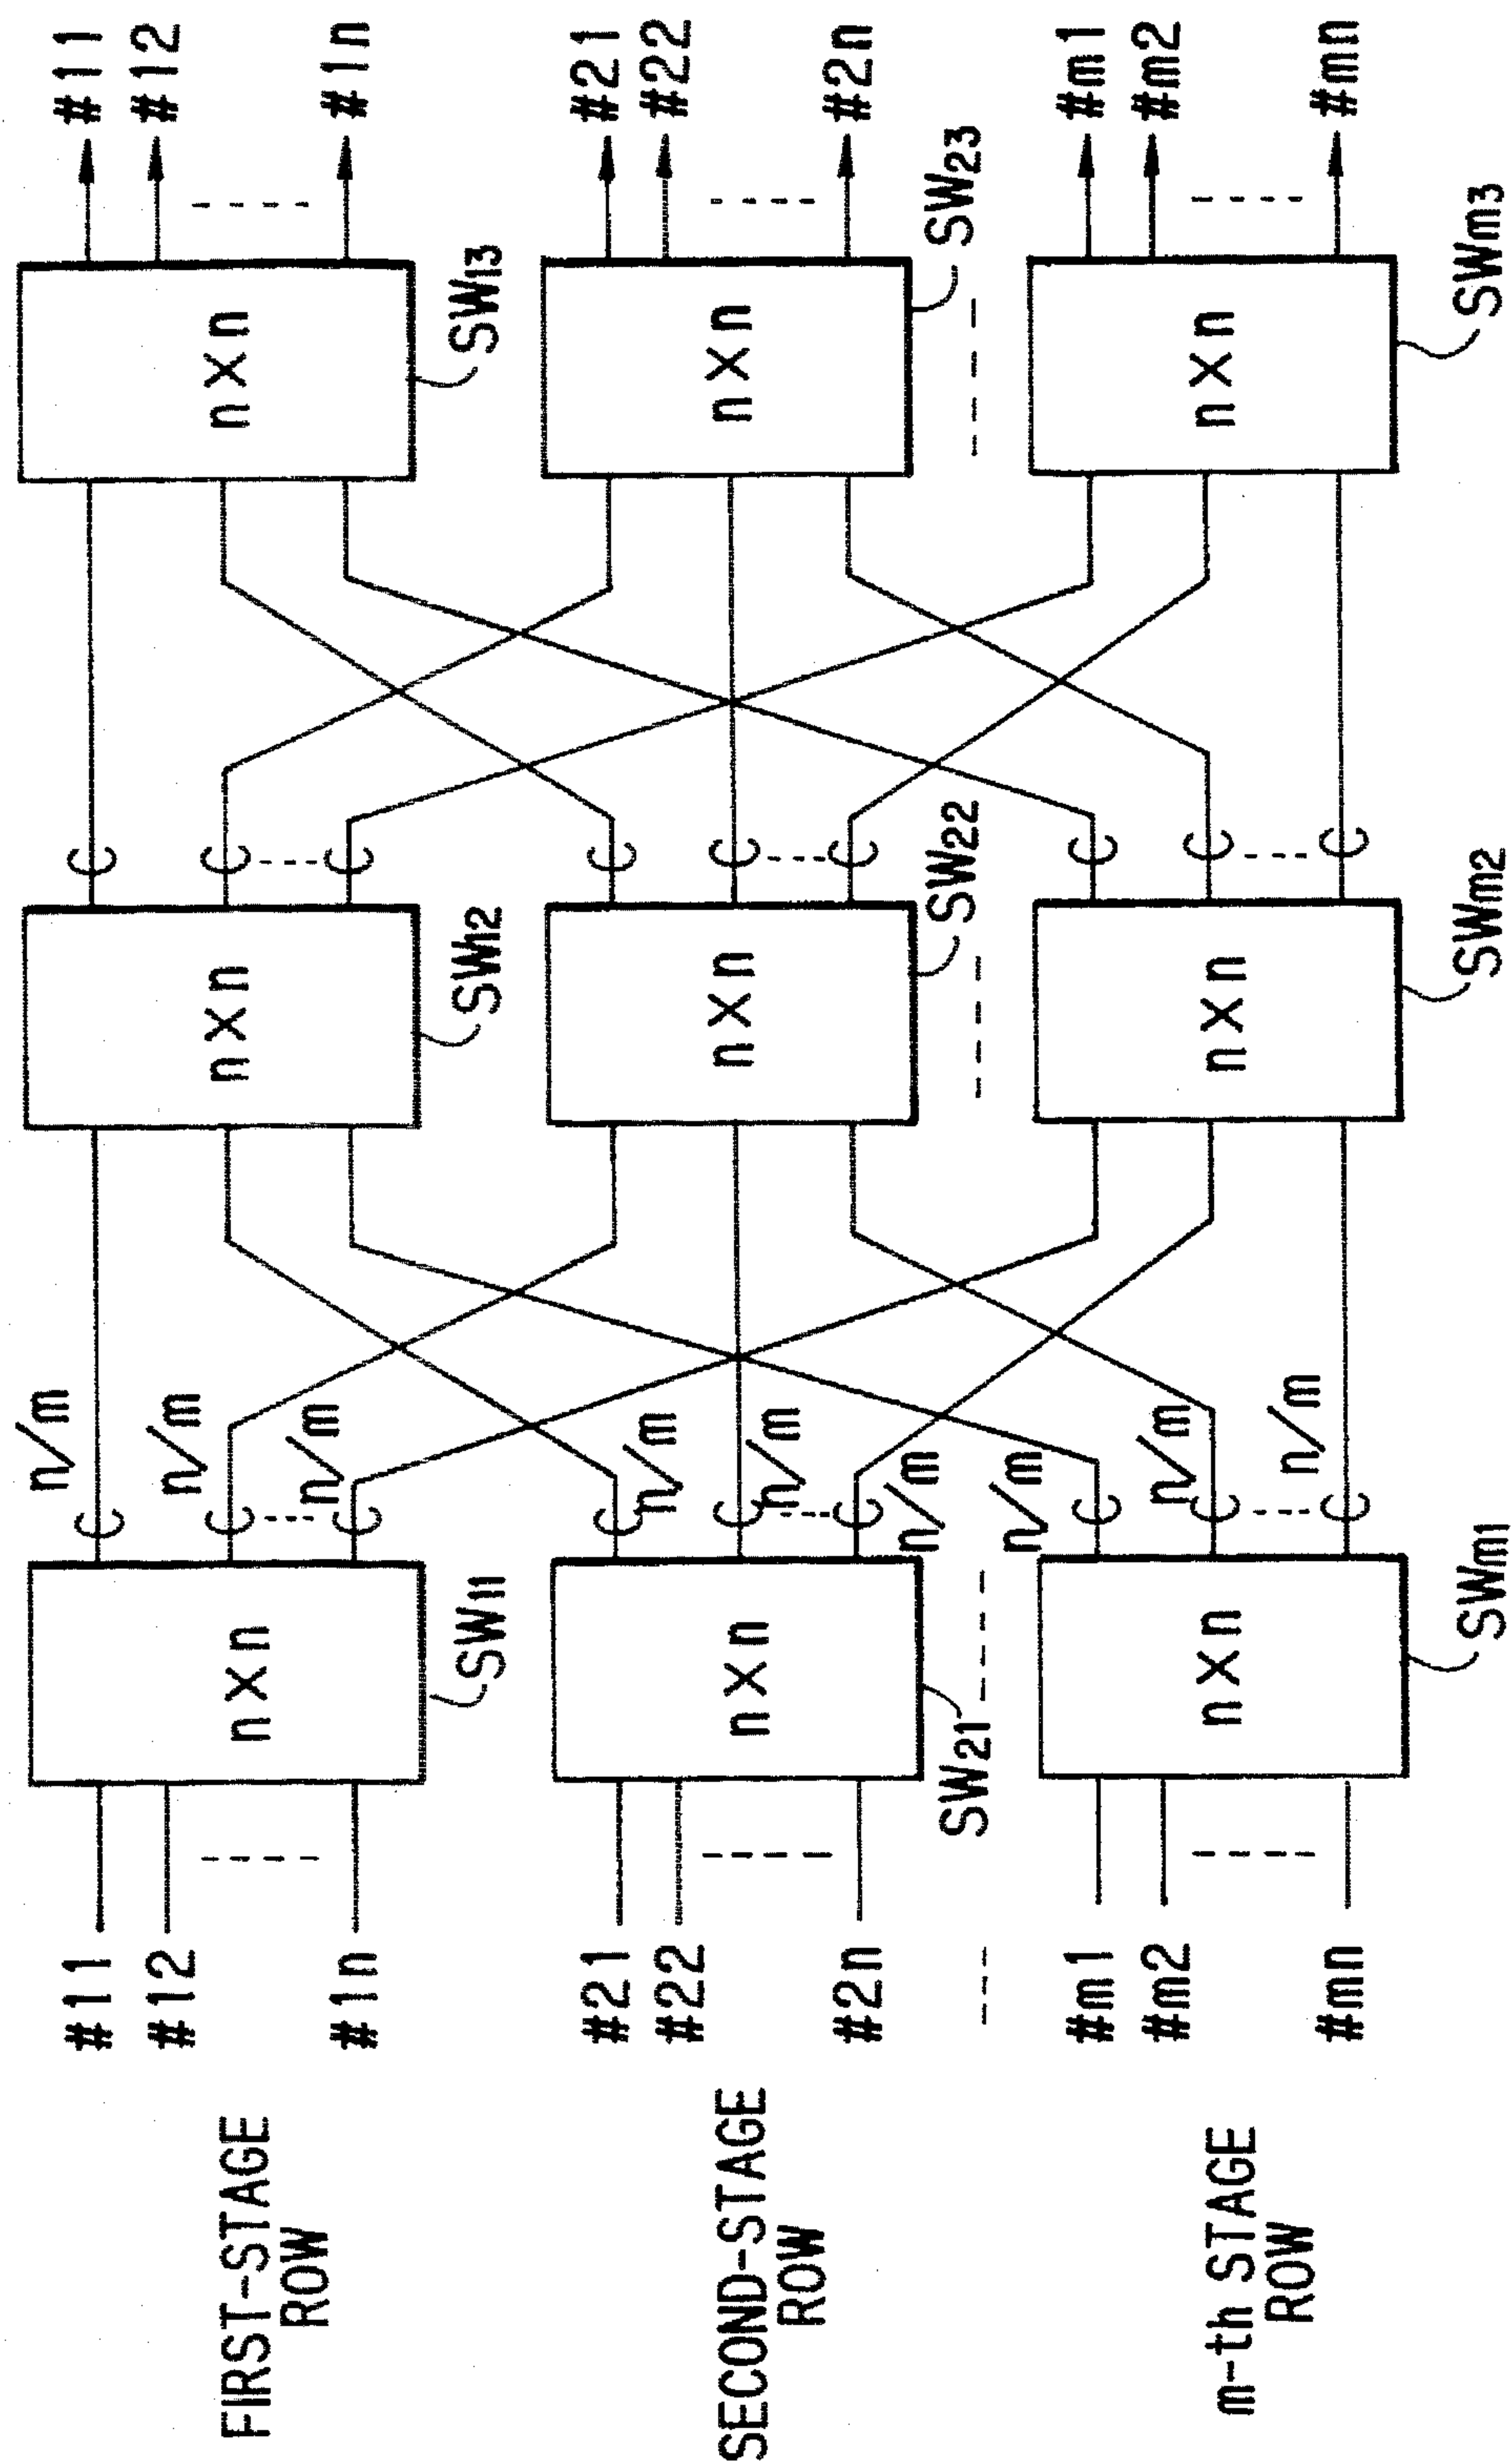 FIRST-STAGE
ROW
#11
#12
#1n
n×n
SW11
n/m
n/m
n/m
n×n
SW12
n×n
SW13
#11
#12
#1n
SECOND-STAGE
ROW
#21
#22
#2n
n×n
SW21
n/m
n/m
n/m
n×n
SW22
n×n
SW23
#21
#22
#2n
m-th STAGE
ROW
#m1
#m2
#mn
n×n
SWm1
n/m
n/m
n/m
n×n
SWm2
n×n
SWm3
#m1
#m2
#mn